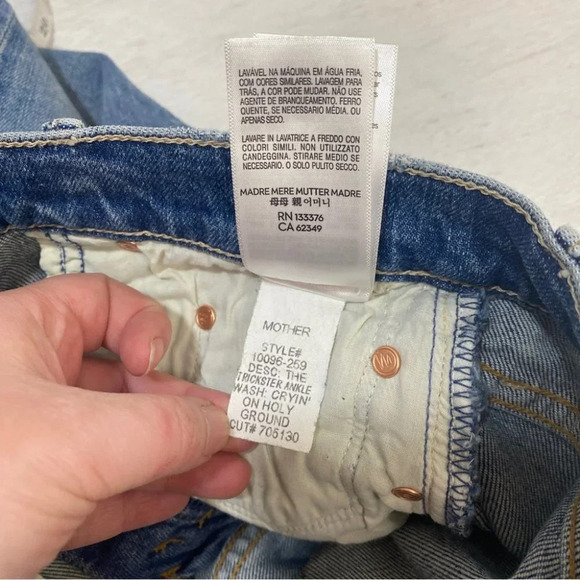 LAVÁVEL NA MÁQUINA EM ÁGUA FRIA,
COM CORES SIMILARES. LAVAGEM PARA
TRÁS, A COR PODE MUDAR. NÃO USE
AGENTE DE BRANQUEAMENTO. FERRO
QUENTE, SE NECESSÁRIO MÉDIA. OU
APENAS SECO.
LAVARE IN LAVATRICE A FREDDO CON
COLORI SIMILI. NON UTILIZZATO
CANDEGGINA. STIRARE MEDIO SE
NECESSARIO. O SOLO PULITO SECCO.
MADRE MERE MUTTER MADRE
母母 親 어머니
RN 133376
CA 62349
MOTHER
STYLE#
10096-259
DESC: THE
TRICKSTER ANKLE
WASH: CRYIN'
ON HOLY
GROUND
CUT# 705130